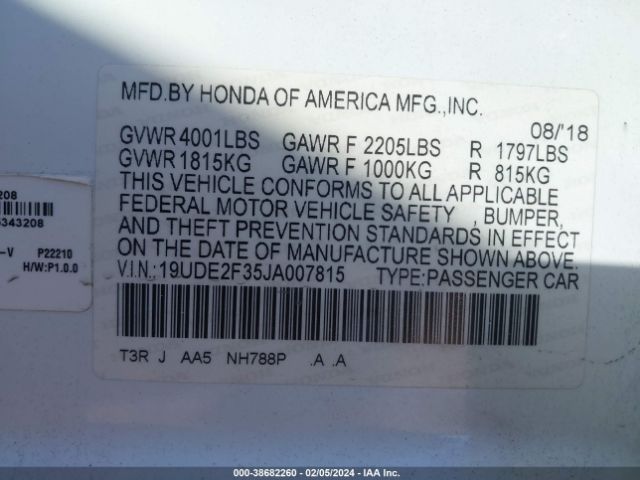 MFD.BY HONDA OF AMERICA MFG.,INC.
08/'18
GVWR 4001LBS GAWR F 2205LBS R 1797LBS
GVWR 1815KG GAWR F 1000KG R 815KG
THIS VEHICLE CONFORMS TO ALL APPLICABLE
FEDERAL MOTOR VEHICLE SAFETY , BUMPER,
AND THEFT PREVENTION STANDARDS IN EFFECT
ON THE DATE OF MANUFACTURE SHOWN ABOVE.
V.I.N.:19UDE2F35JA007815 TYPE:PASSENGER CAR
T3R J AA5 NH788P .A .A
208
5343208
-V P22210
H/W:P1.0.0
000-38682260 - 02/05/2024 - IAAI.COM